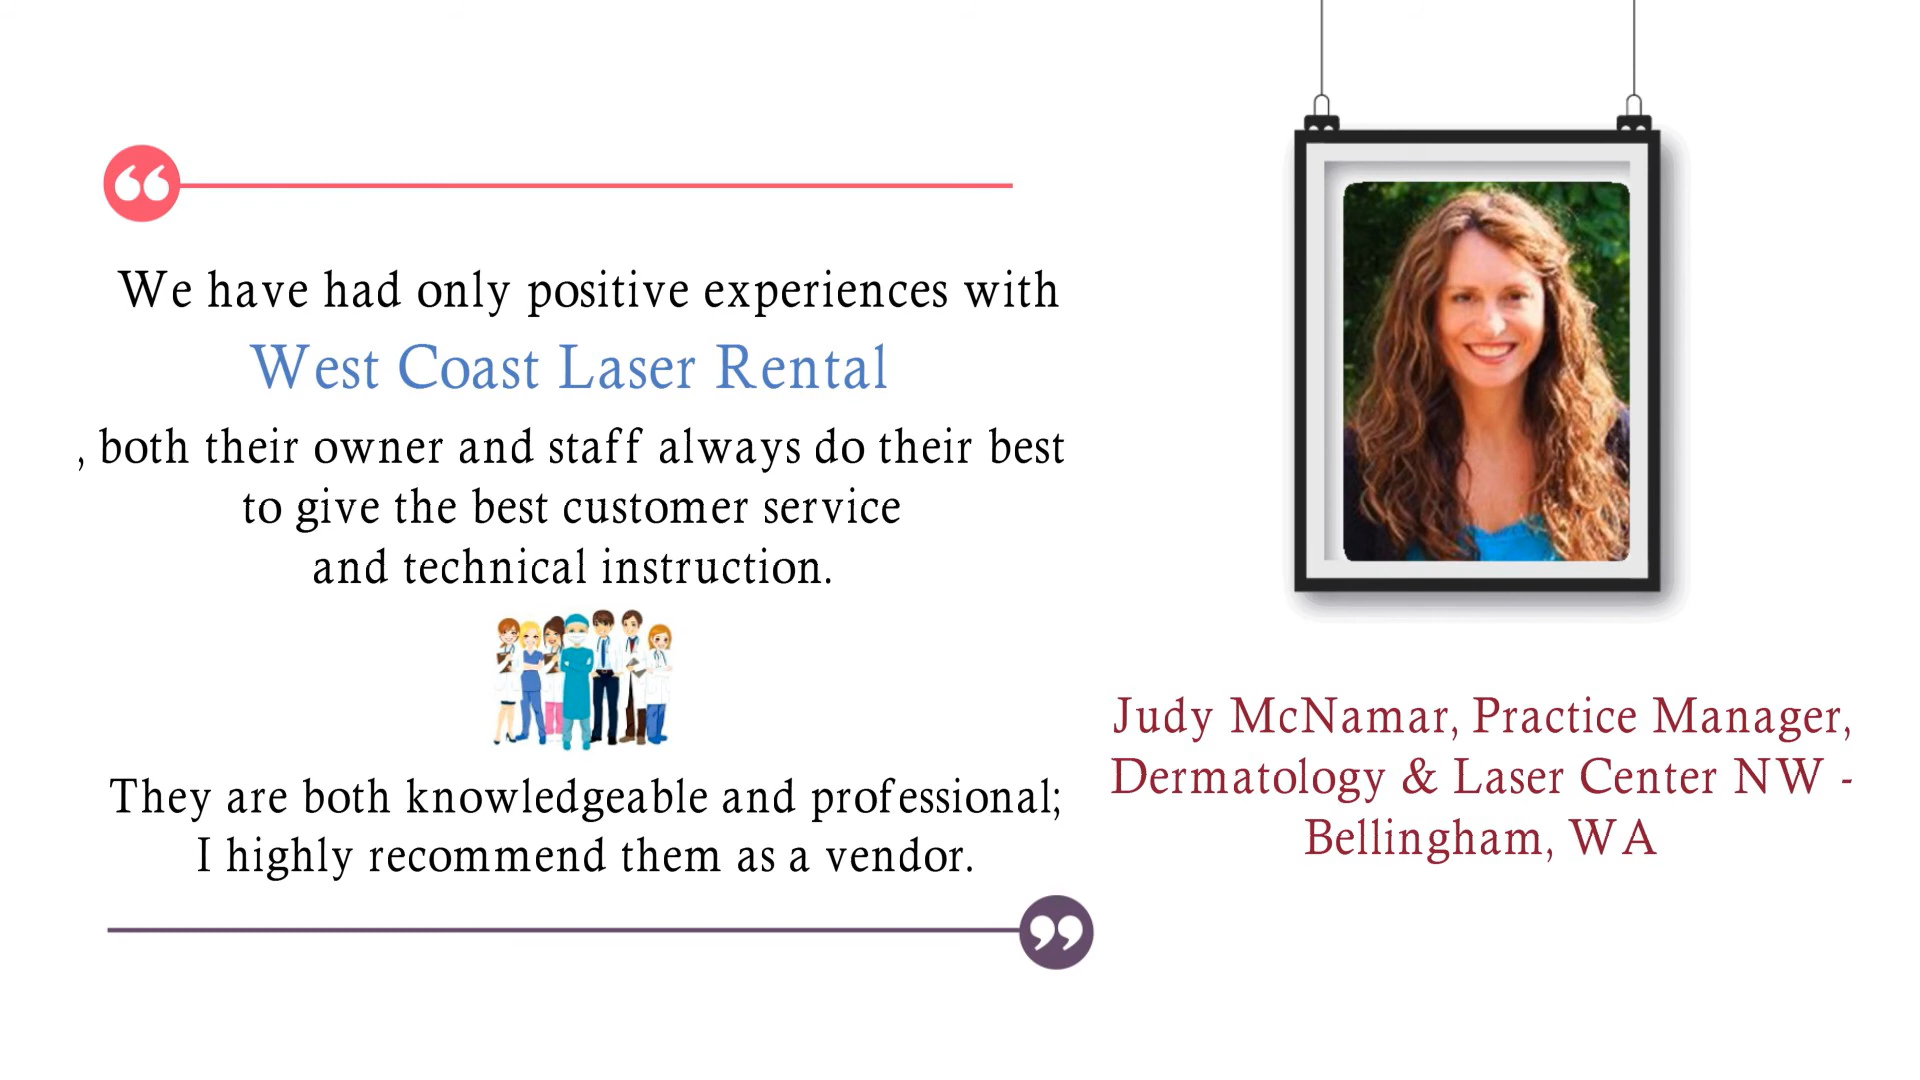 We have had only positive experiences with
West Coast Laser Rental
, both their owner and staff always do their best
to give the best customer service
and technical instruction.
They are both knowledgeable and professional;
I highly recommend them as a vendor.
Judy McNamar, Practice Manager,
Dermatology & Laser Center NW -
Bellingham, WA